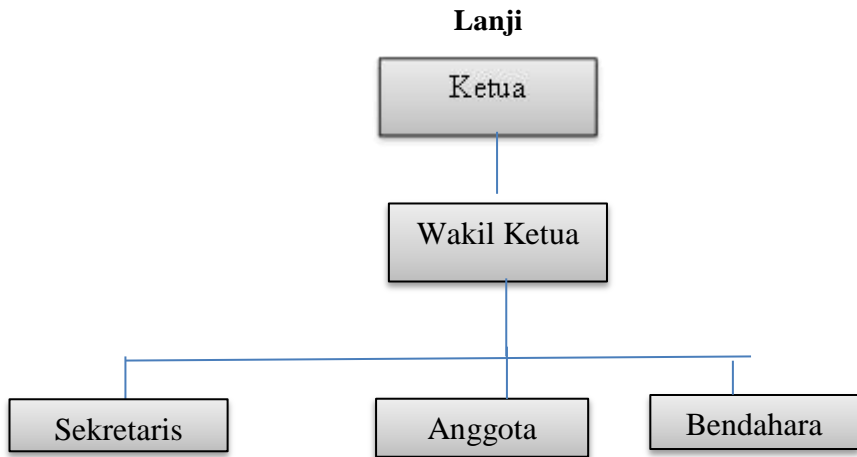 Lanji
Ketua
Wakil Ketua
Sekretaris
Anggota
Bendahara